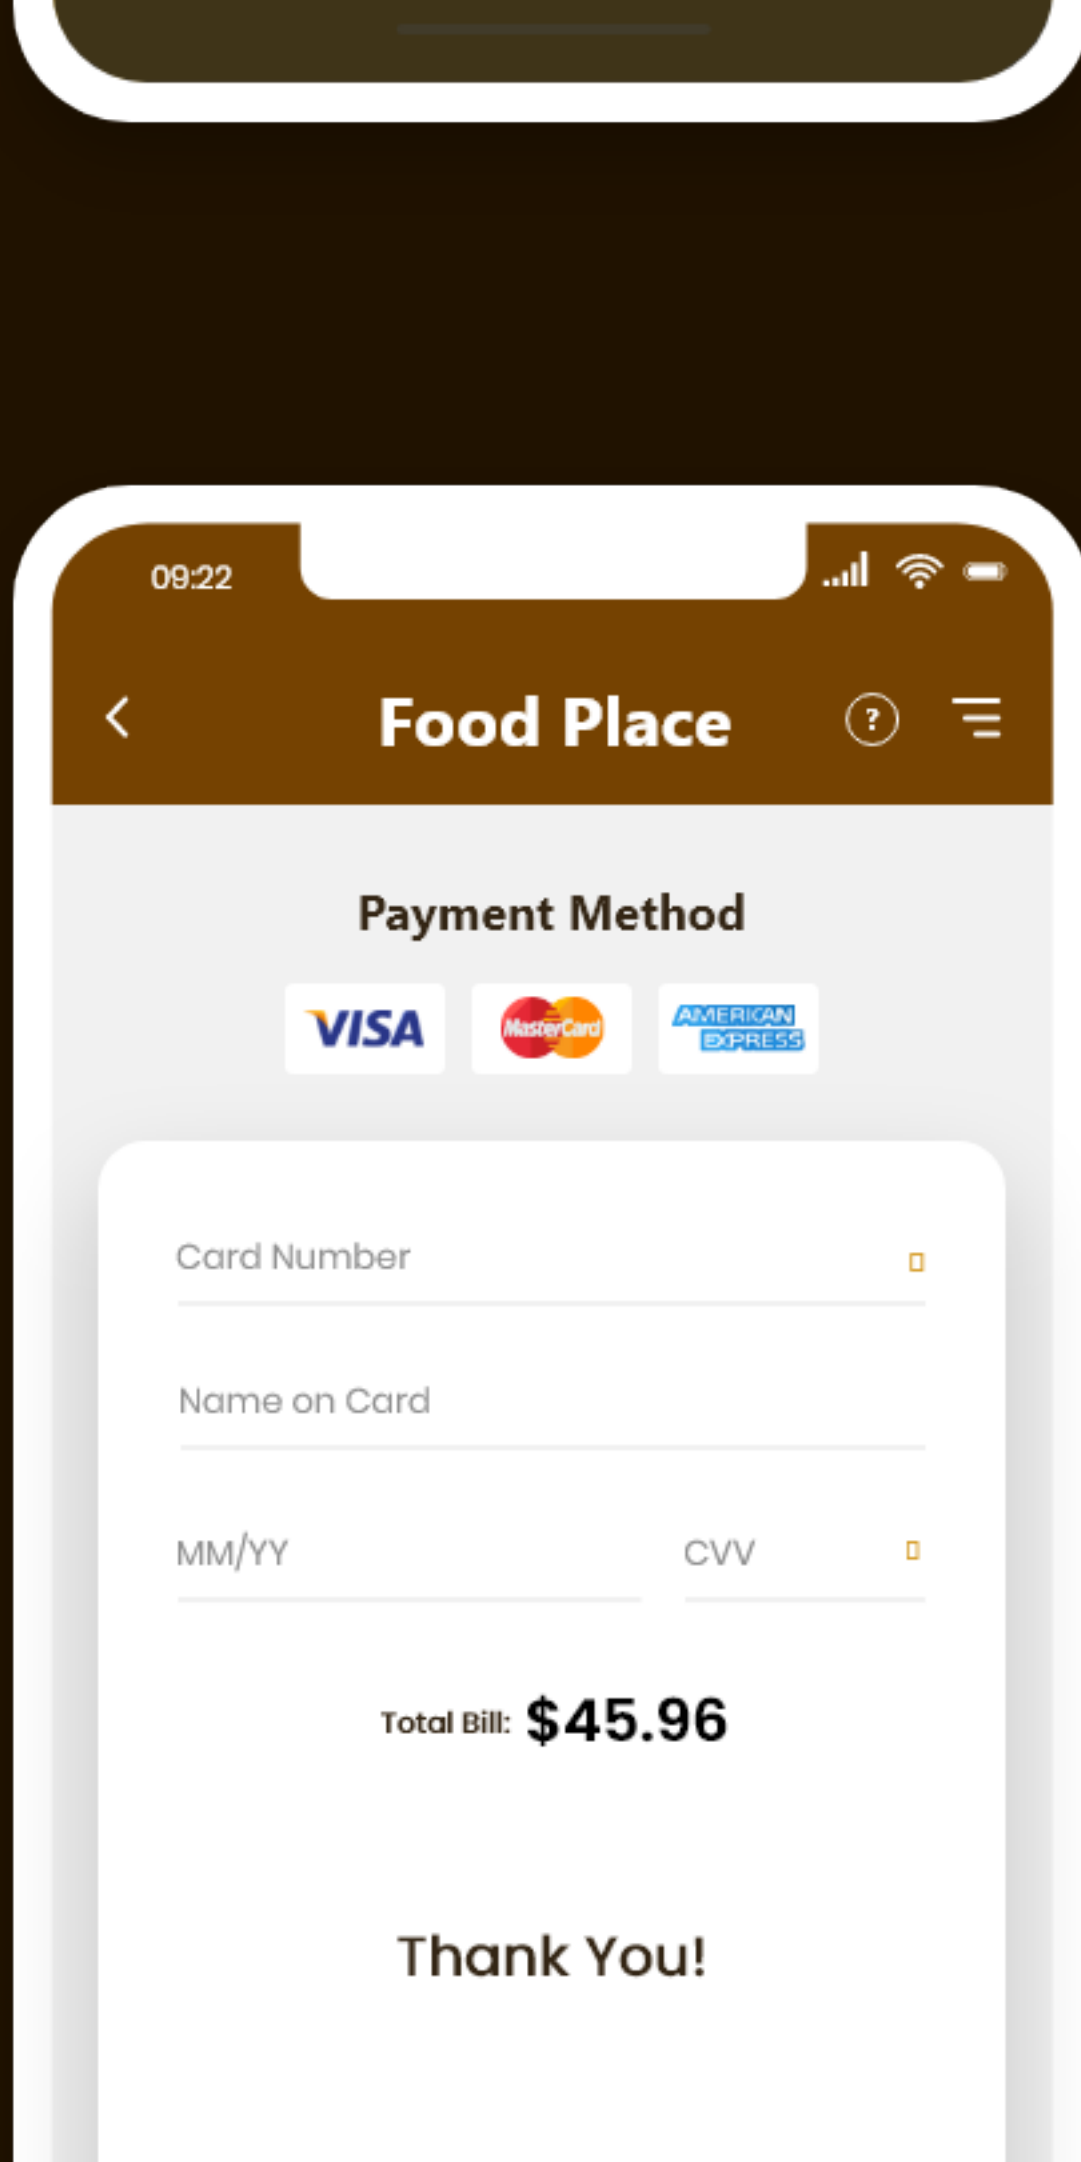 09:22
Food Place
?
Payment Method
VISA MasterCard AMERICAN EXPRESS
Card Number
Name on Card
MM/YY CVV
Total Bill: $45.96
Thank You!